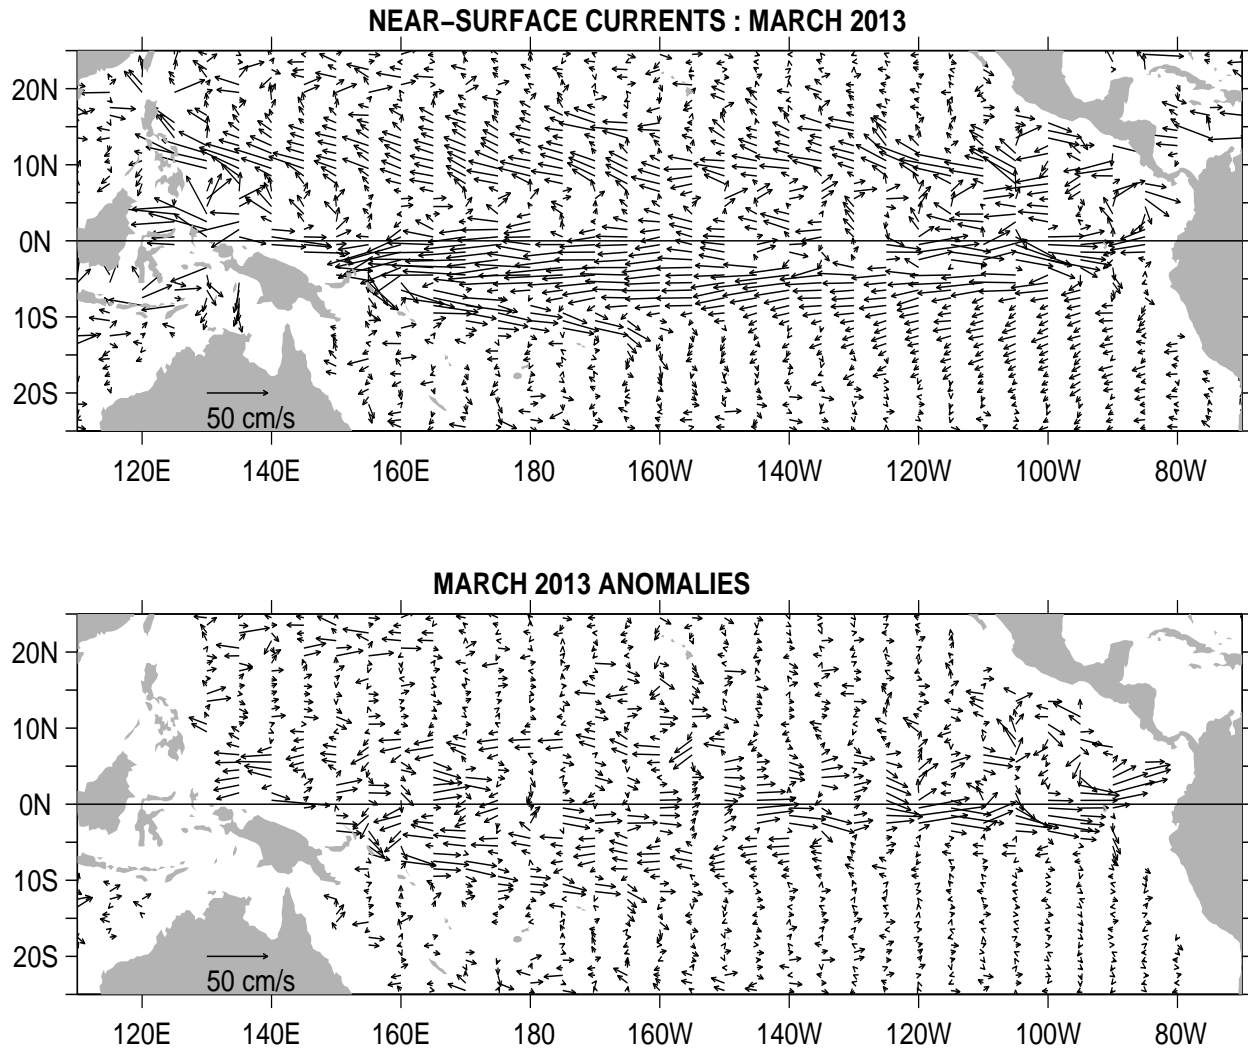 NEAR−SURFACE CURRENTS : MARCH 2013
20N
10N
0N
10S
20S
50 cm/s
120E 140E 160E 180 160W 140W 120W 100W 80W
MARCH 2013 ANOMALIES
20N
10N
0N
10S
20S
50 cm/s
120E 140E 160E 180 160W 140W 120W 100W 80W